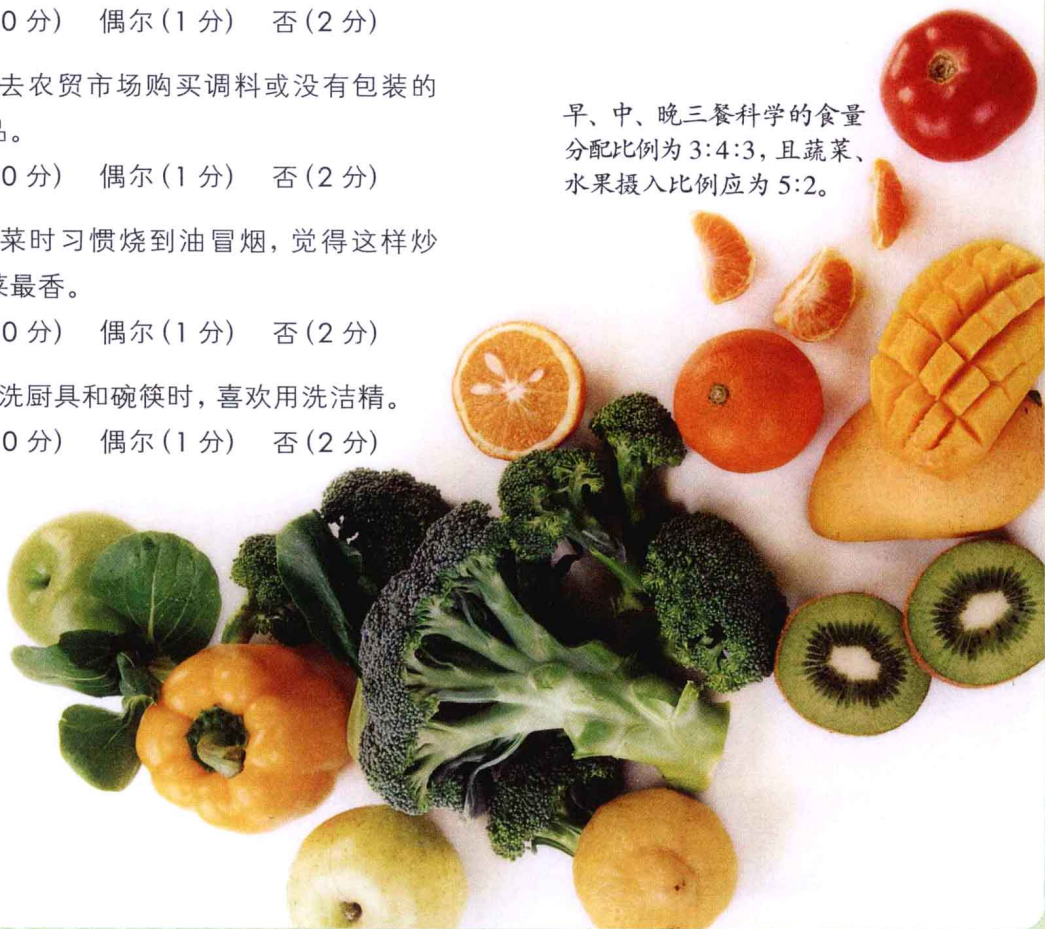 0 分）  偶尔（1 分）  否（2 分）
去农贸市场购买调料或没有包装的
品。
0 分）  偶尔（1 分）  否（2 分）
菜时习惯烧到油冒烟，觉得这样炒
菜最香。
0 分）  偶尔（1 分）  否（2 分）
洗厨具和碗筷时，喜欢用洗洁精。
0 分）  偶尔（1 分）  否（2 分）
早、中、晚三餐科学的食量
分配比例为 3:4:3，且蔬菜、
水果摄入比例应为 5:2。